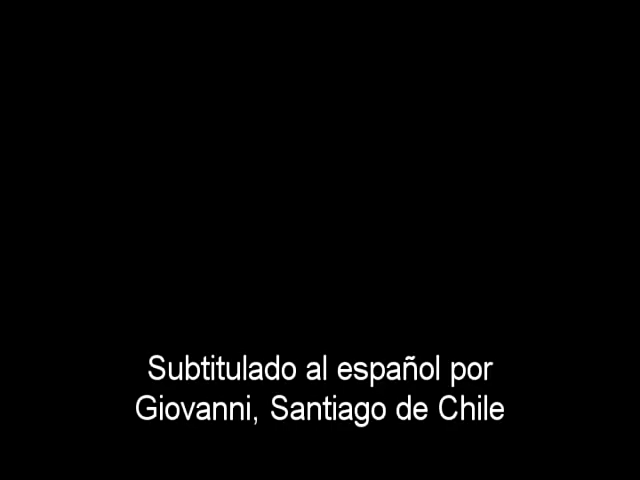 Subtitulado al español por
Giovanni, Santiago de Chile